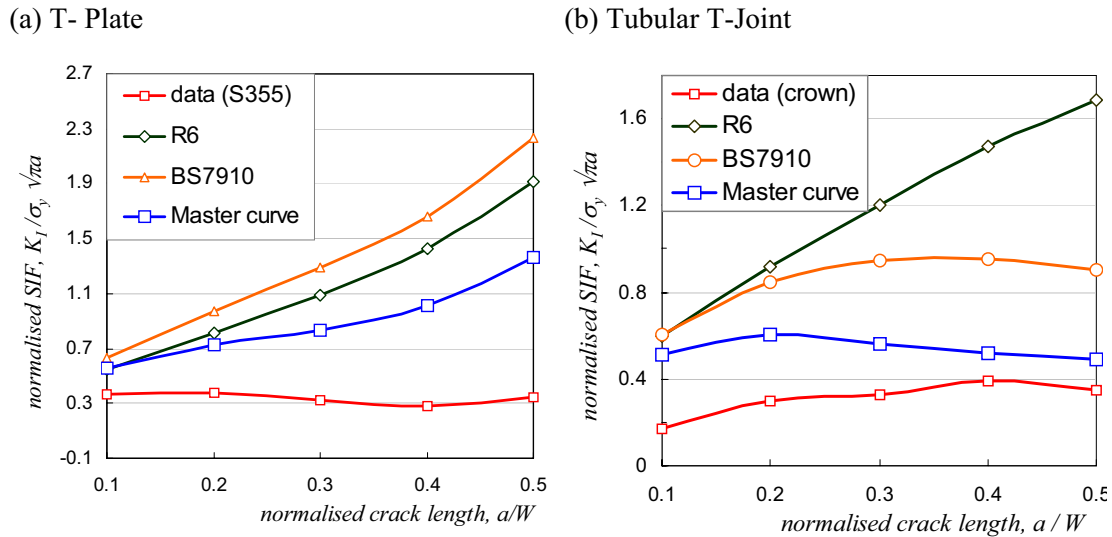 (a) T- Plate
(b) Tubular T-Joint
normalised SIF, K_I/σ_y √πa
2.7
2.3
1.9
1.5
1.1
0.7
0.3
-0.1
data (S355)
R6
BS7910
Master curve
0.1 0.2 0.3 0.4 0.5
normalised crack length, a/W
normalised SIF, K_I/σ_y √πa
1.6
1.2
0.8
0.4
0
data (crown)
R6
BS7910
Master curve
0.1 0.2 0.3 0.4 0.5
normalised crack length, a / W